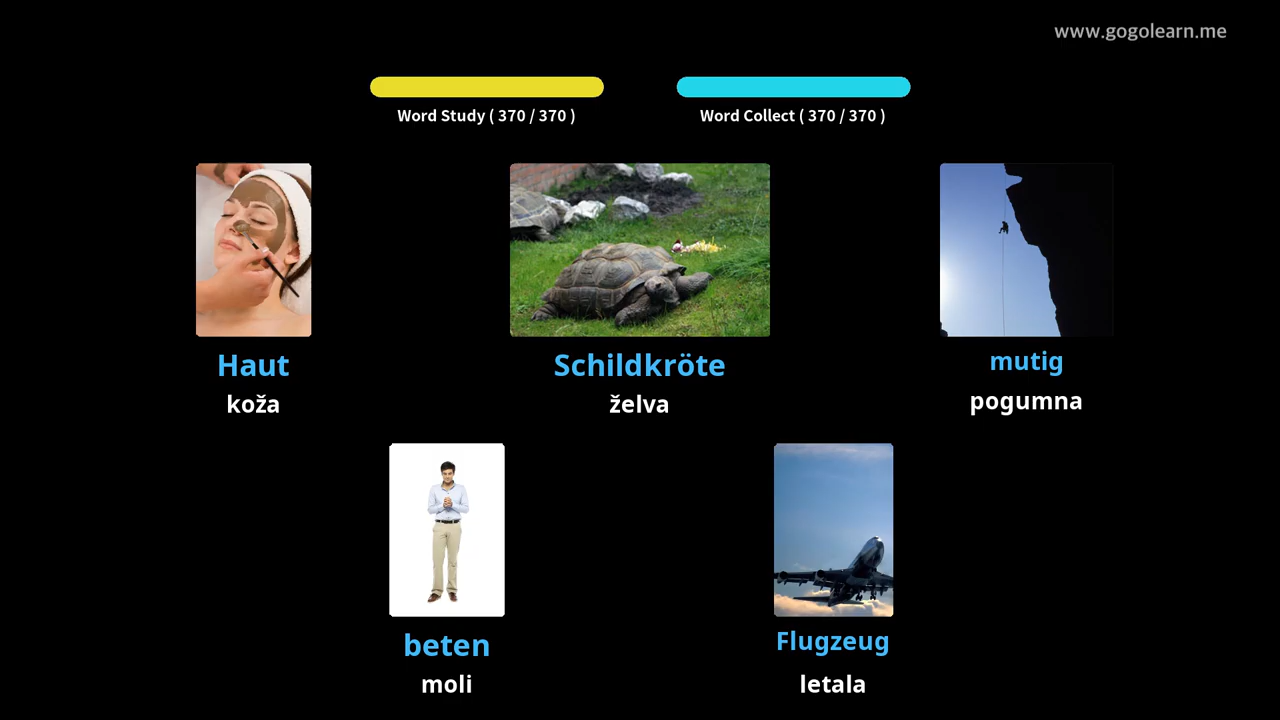 www.gogolearn.me
Word Study ( 370 / 370 )
Word Collect ( 370 / 370 )
Haut
koža
Schildkröte
želva
mutig
pogumna
beten
moli
Flugzeug
letala